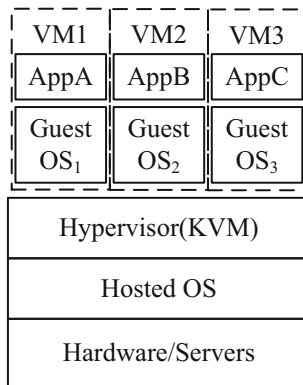 VM1 VM2 VM3
AppA AppB AppC
Guest Guest Guest
OS₁ OS₂ OS₃
Hypervisor(KVM)
Hosted OS
Hardware/Servers